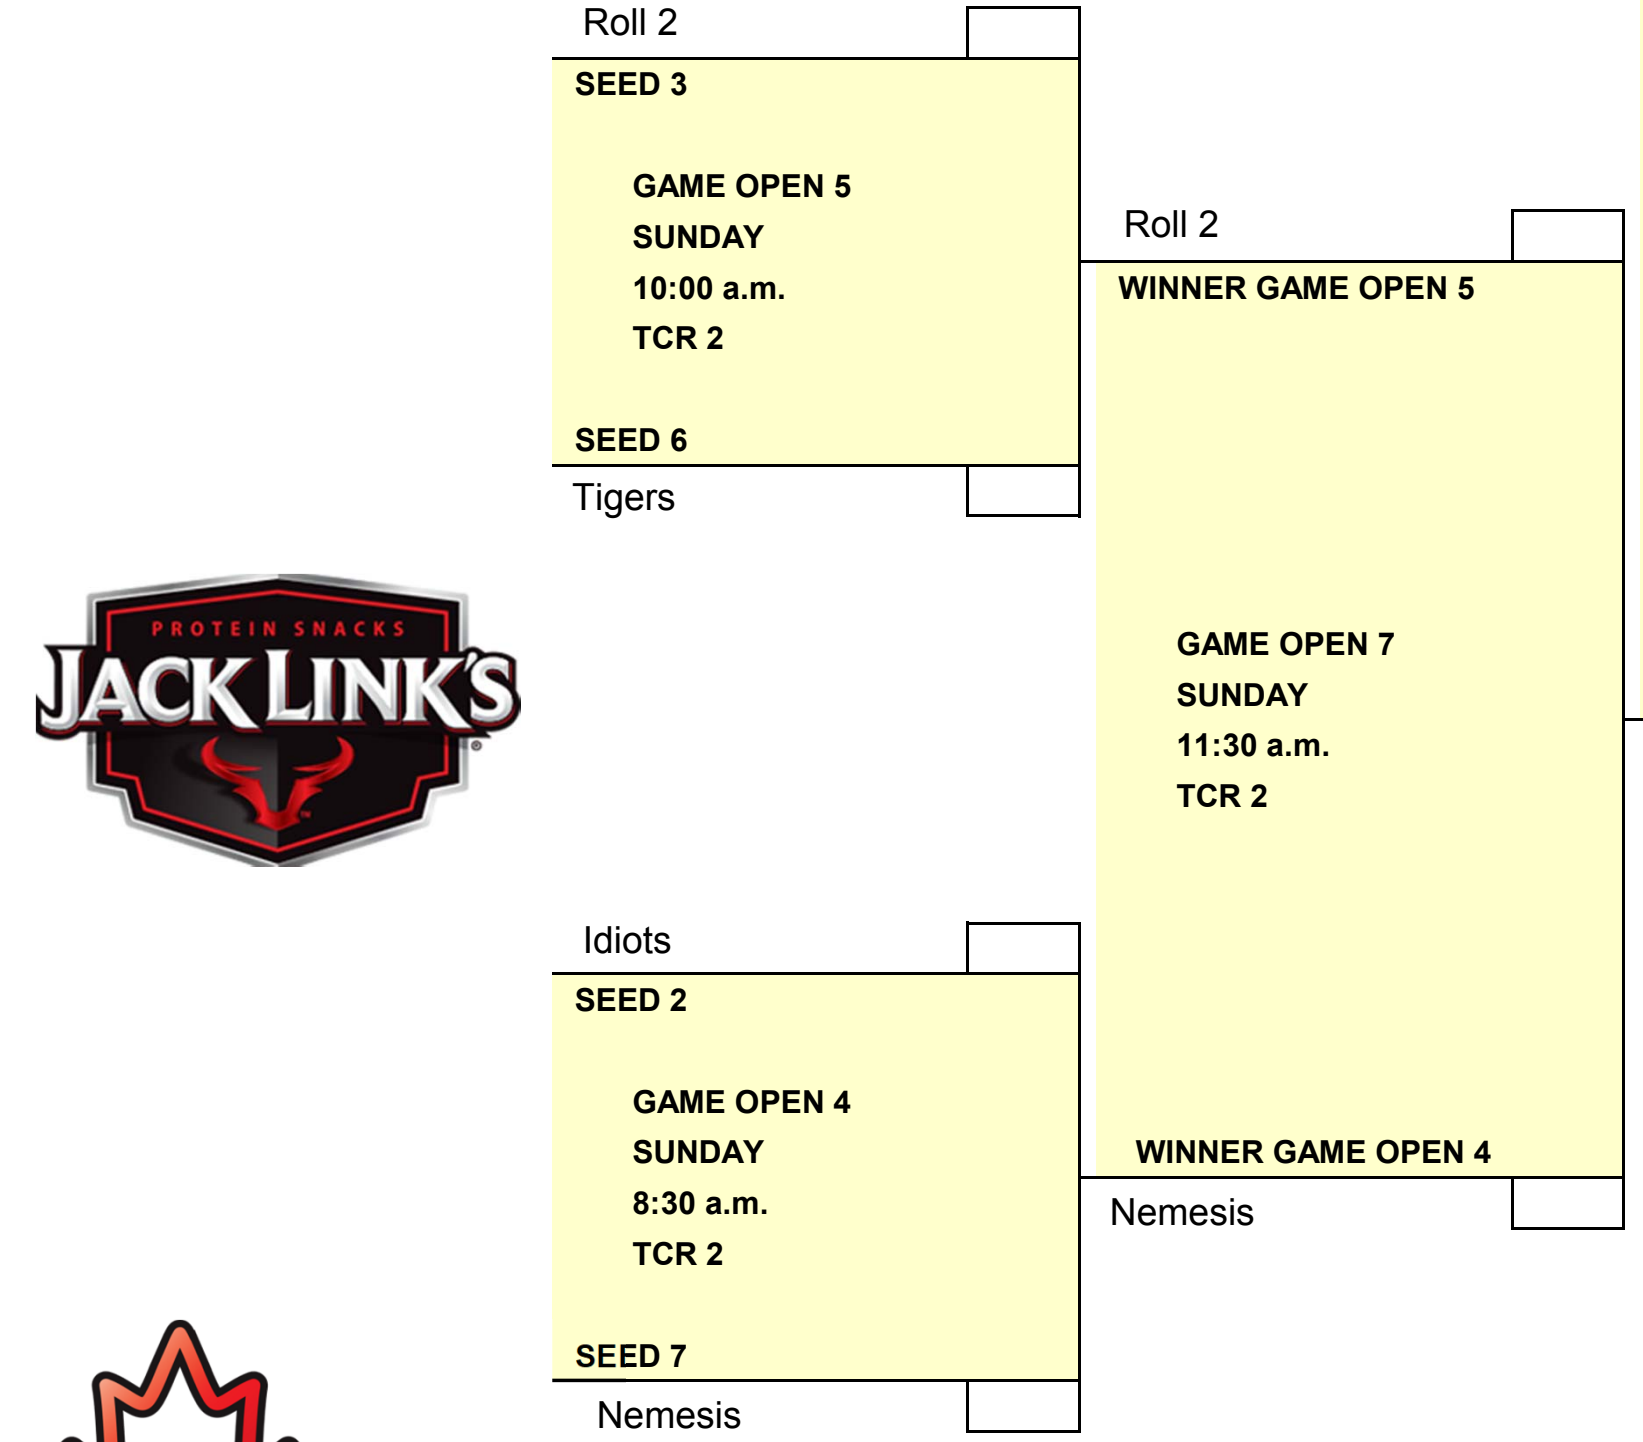 Roll 2
SEED 3
GAME OPEN 5
SUNDAY
10:00 a.m.
TCR 2
SEED 6
Tigers
Roll 2
WINNER GAME OPEN 5
GAME OPEN 7
SUNDAY
11:30 a.m.
TCR 2
WINNER GAME OPEN 4
Nemesis
PROTEIN SNACKS
JACK LINK'S
®
™
Idiots
SEED 2
GAME OPEN 4
SUNDAY
8:30 a.m.
TCR 2
SEED 7
Nemesis